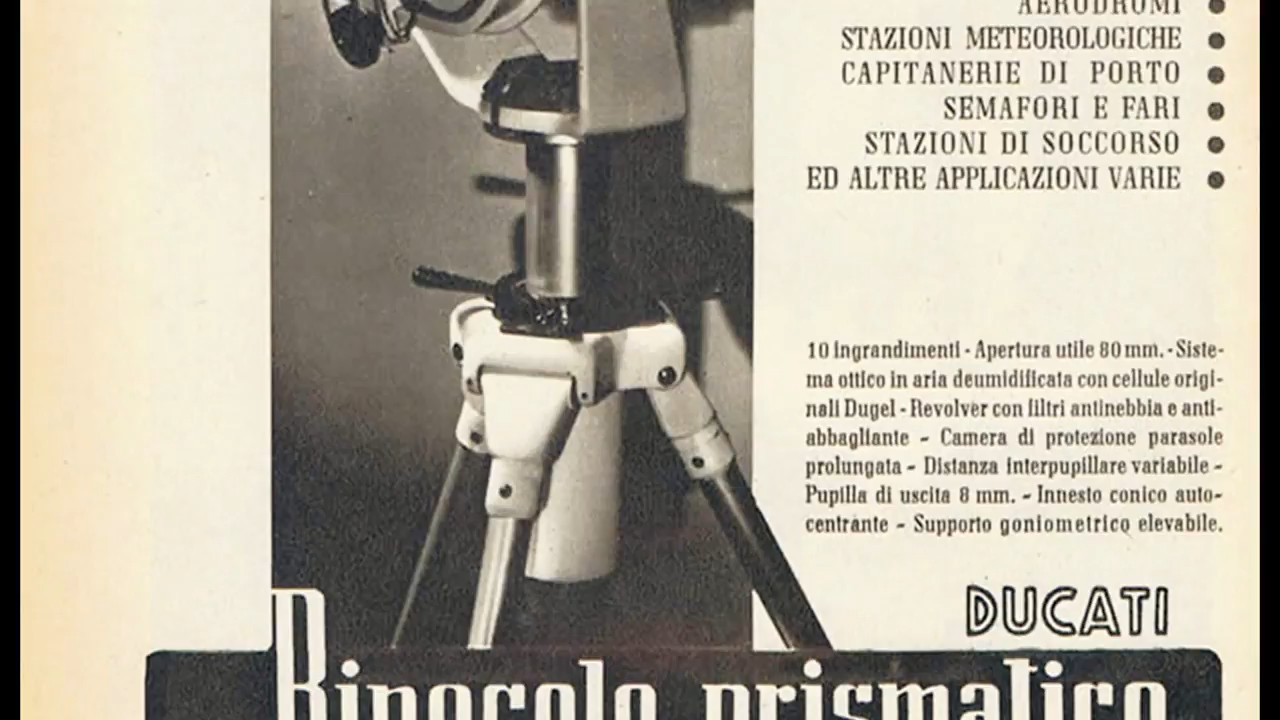 AERODROMI
STAZIONI METEOROLOGICHE
CAPITANERIE DI PORTO
SEMAFORI E FARI
STAZIONI DI SOCCORSO
ED ALTRE APPLICAZIONI VARIE
10 ingrandimenti - Apertura utile 80 mm. - Siste-
ma ottico in aria deumidificata con cellule origi-
nali Dugel - Revolver con filtri antinebbia e anti-
abbagliante - Camera di protezione parasole
prolungata - Distanza interpupillare variabile -
Pupilla di uscita 8 mm. - Innesto conico auto-
centrante - Supporto goniometrico elevabile.
DUCATI
Binocolo prismatico